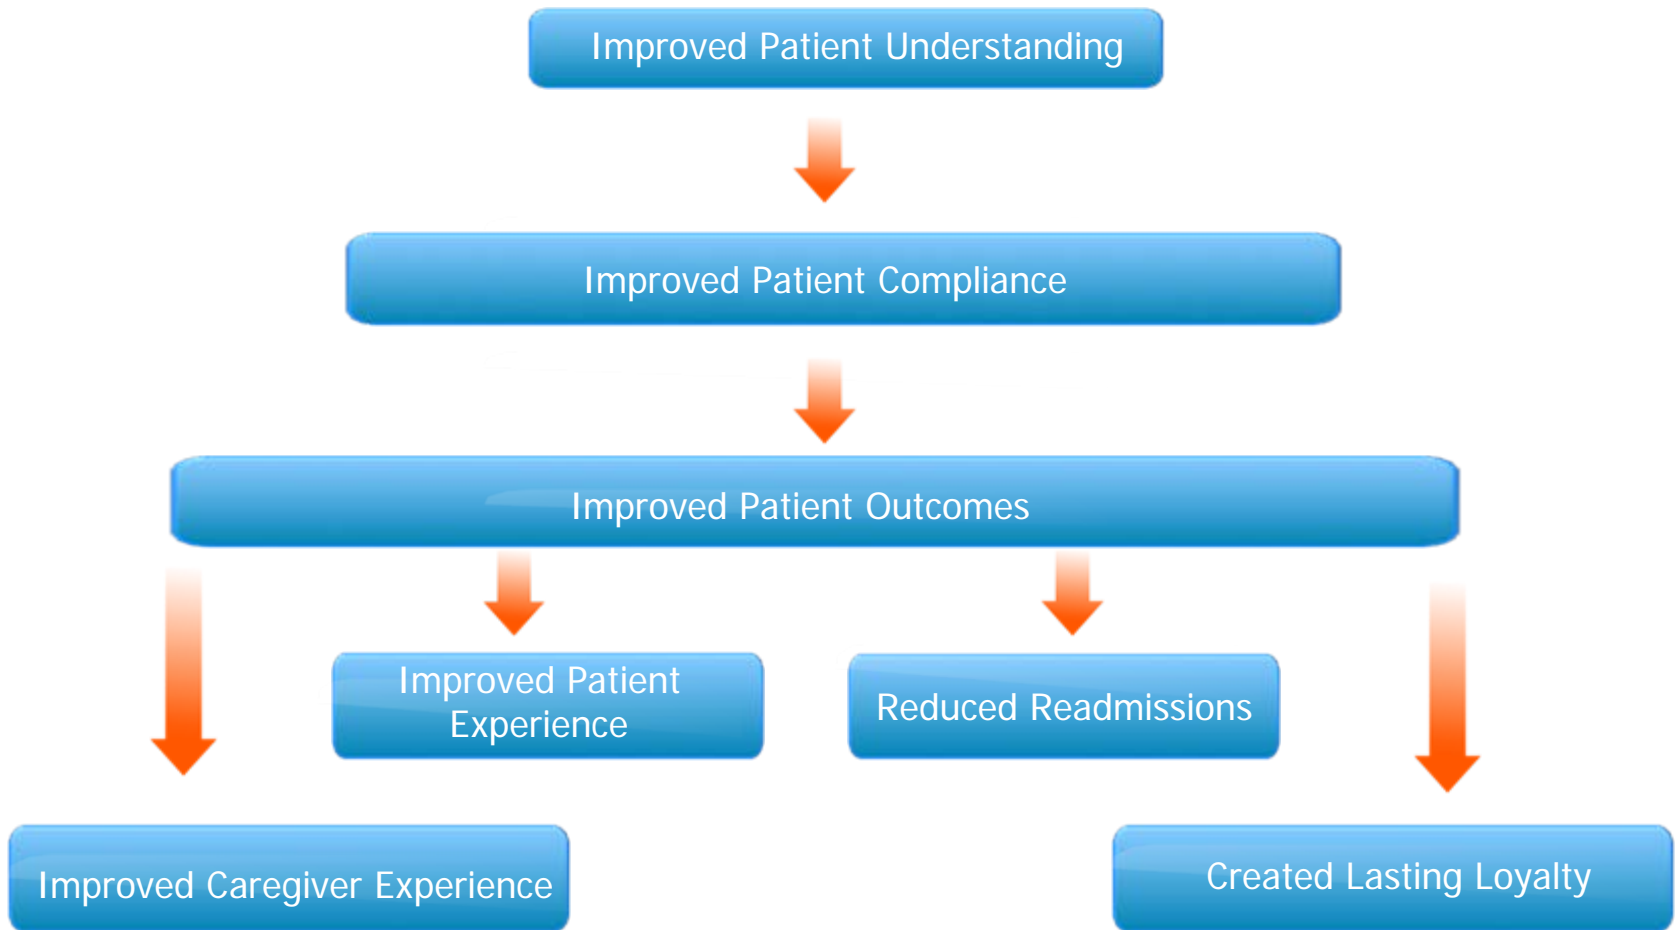 Improved Patient Understanding
Improved Patient Compliance
Improved Patient Outcomes
Improved Patient
Experience
Reduced Readmissions
Improved Caregiver Experience
Created Lasting Loyalty